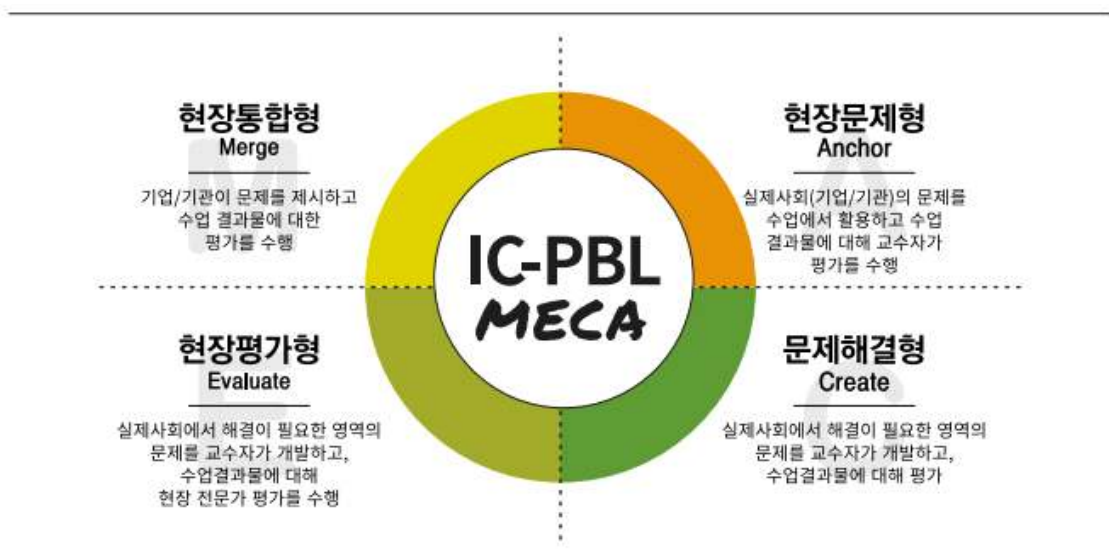 현장통합형
Merge
기업/기관이 문제를 제시하고
수업 결과물에 대한
평가를 수행
현장문제형
Anchor
실제사회(기업/기관)의 문제를
수업에서 활용하고 수업
결과물에 대해 교수자가
평가를 수행
IC-PBL
MECA
현장평가형
Evaluate
실제사회에서 해결이 필요한 영역의
문제를 교수자가 개발하고,
수업결과물에 대해
현장 전문가 평가를 수행
문제해결형
Create
실제사회에서 해결이 필요한 영역의
문제를 교수자가 개발하고,
수업결과물에 대해 평가
M
A
E
C